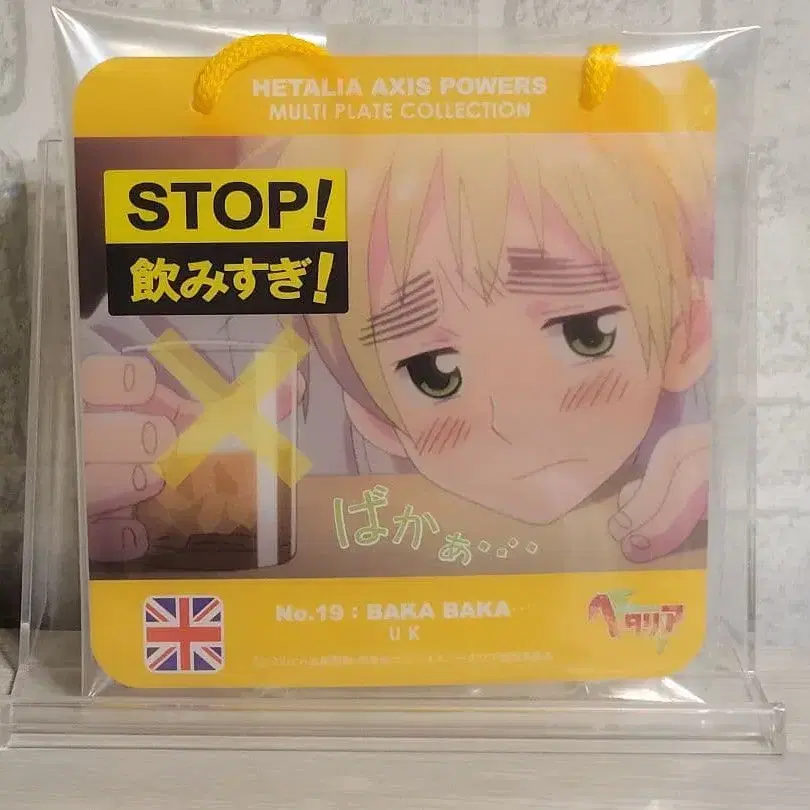 HETALIA AXIS POWERS
MULTI PLATE COLLECTION
STOP!
飲みすぎ!
ばかぁ・・・・
No.19 : BAKA BAKA…
UK
ヘタリア